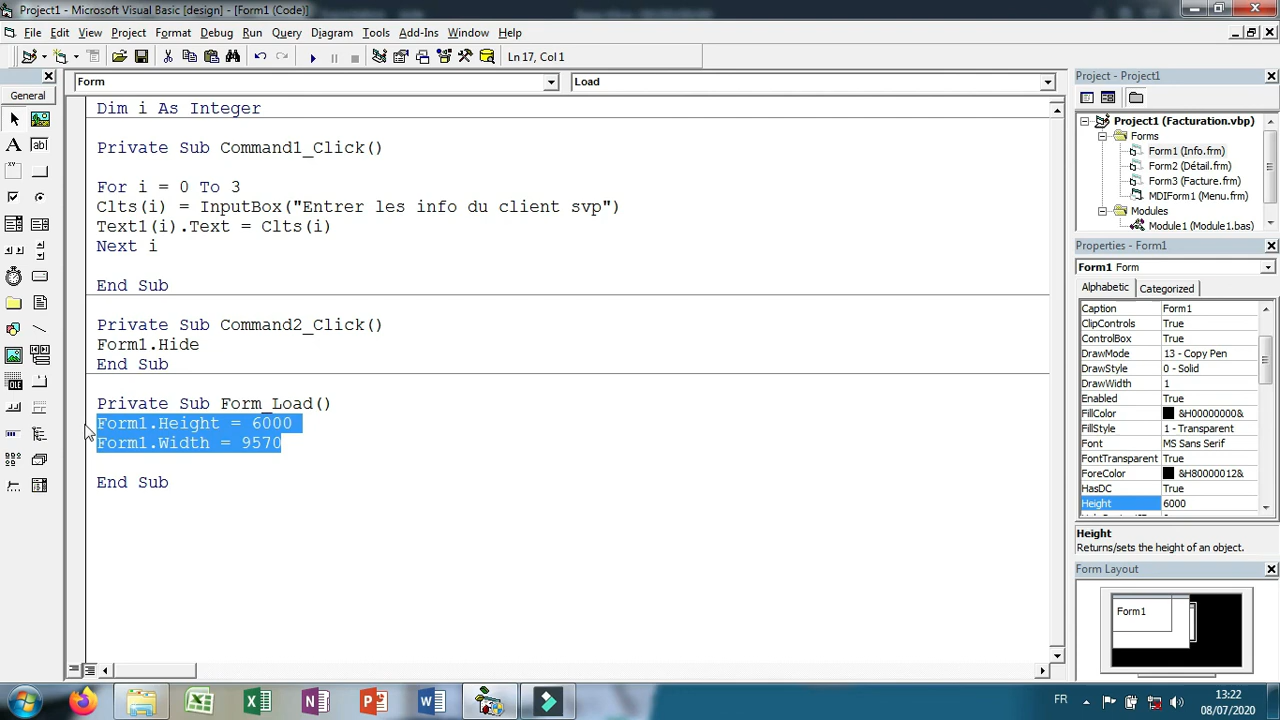 Project1 - Microsoft Visual Basic [design] - [Form1 (Code)]
File Edit View Project Format Debug Run Query Diagram Tools Add-Ins Window Help
Ln 17, Col 1
General
Form
Load
Dim i As Integer
Private Sub Command1_Click()
For i = 0 To 3
Clts(i) = InputBox("Entrer les info du client svp")
Text1(i).Text = Clts(i)
Next i
End Sub
Private Sub Command2_Click()
Form1.Hide
End Sub
Private Sub Form_Load()
Form1.Height = 6000
Form1.Width = 9570
End Sub
Project - Project1
Project1 (Facturation.vbp)
Forms
Form1 (Info.frm)
Form2 (Détail.frm)
Form3 (Facture.frm)
MDIForm1 (Menu.frm)
Modules
Module1 (Module1.bas)
Properties - Form1
Form1 Form
Alphabetic Categorized
Caption Form1
ClipControls True
ControlBox True
DrawMode 13 - Copy Pen
DrawStyle 0 - Solid
DrawWidth 1
Enabled True
FillColor &H00000000&
FillStyle 1 - Transparent
Font MS Sans Serif
FontTransparent True
ForeColor &H80000012&
HasDC True
Height 6000
Height
Returns/sets the height of an object.
Form Layout
Form1
FR
13:22
08/07/2020